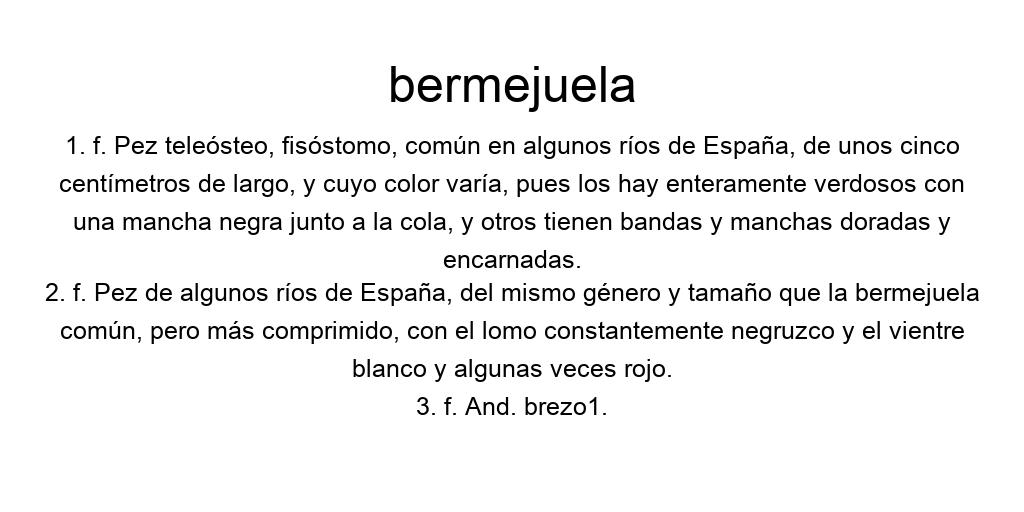 bermejuela
1. f. Pez teleósteo, fisóstomo, común en algunos ríos de España, de unos cinco
centímetros de largo, y cuyo color varía, pues los hay enteramente verdosos con
una mancha negra junto a la cola, y otros tienen bandas y manchas doradas y
encarnadas.
2. f. Pez de algunos ríos de España, del mismo género y tamaño que la bermejuela
común, pero más comprimido, con el lomo constantemente negruzco y el vientre
blanco y algunas veces rojo.
3. f. And. brezo1.